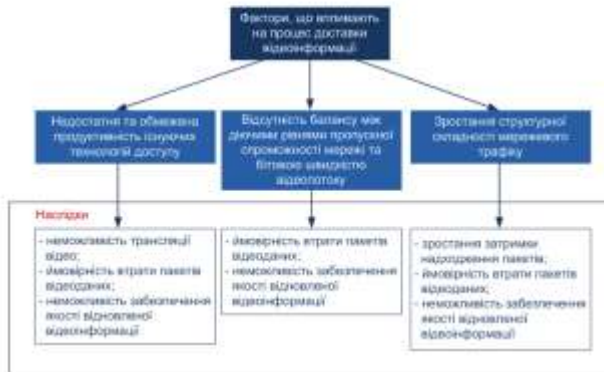 Фактори, що впливають
на процес доставки
відеоінформації
Недостатня та обмежена
продуктивність існуючих
технологій доступу
Відсутність балансу між
діючими рівнями пропускної
спроможності мережі та
бітовою швидкістю
відеопотоку
Зростання структурної
складності мережевого
трафіку
Наслідки
- неможливість трансляції
відео;
- ймовірність втрати пакетів
відеоданих;
- неможливість забезпечення
якості відновленої
відеоінформації
- ймовірність втрати пакетів
відеоданих;
- неможливість забезпечення
якості відновленої
відеоінформації
- зростання затримки
надходження пакетів;
- ймовірність втрати пакетів
відеоданих;
- неможливість забезпечення
якості відновленої
відеоінформації